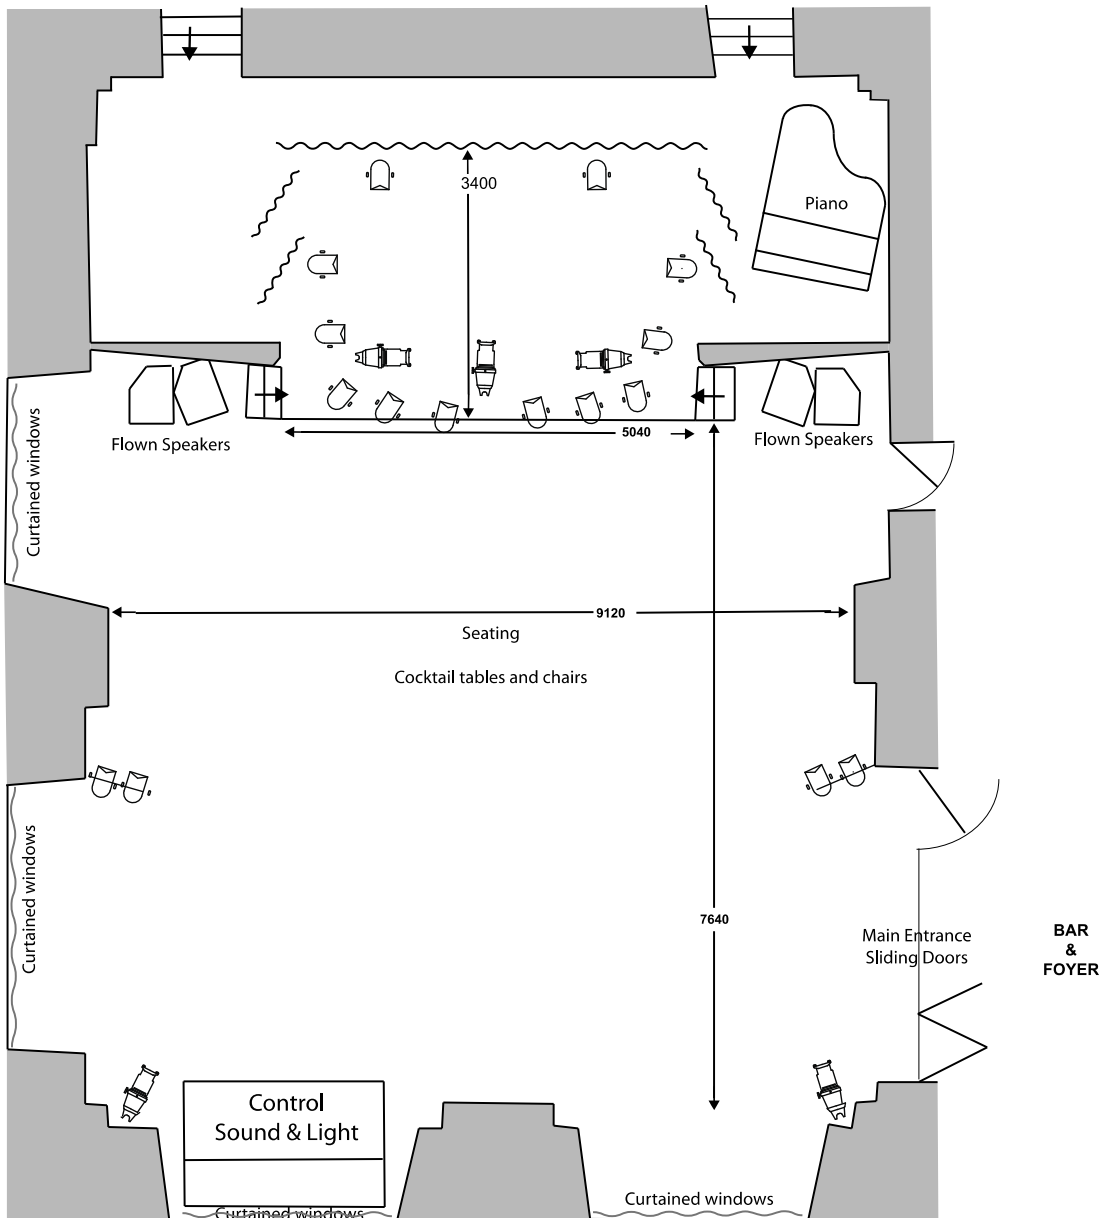 3400
Piano
5040
Flown Speakers
Flown Speakers
Curtained windows
9120
Seating
Cocktail tables and chairs
Curtained windows
7640
Main Entrance
Sliding Doors
BAR
&
FOYER
Control
Sound & Light
Curtained windows
Curtained windows